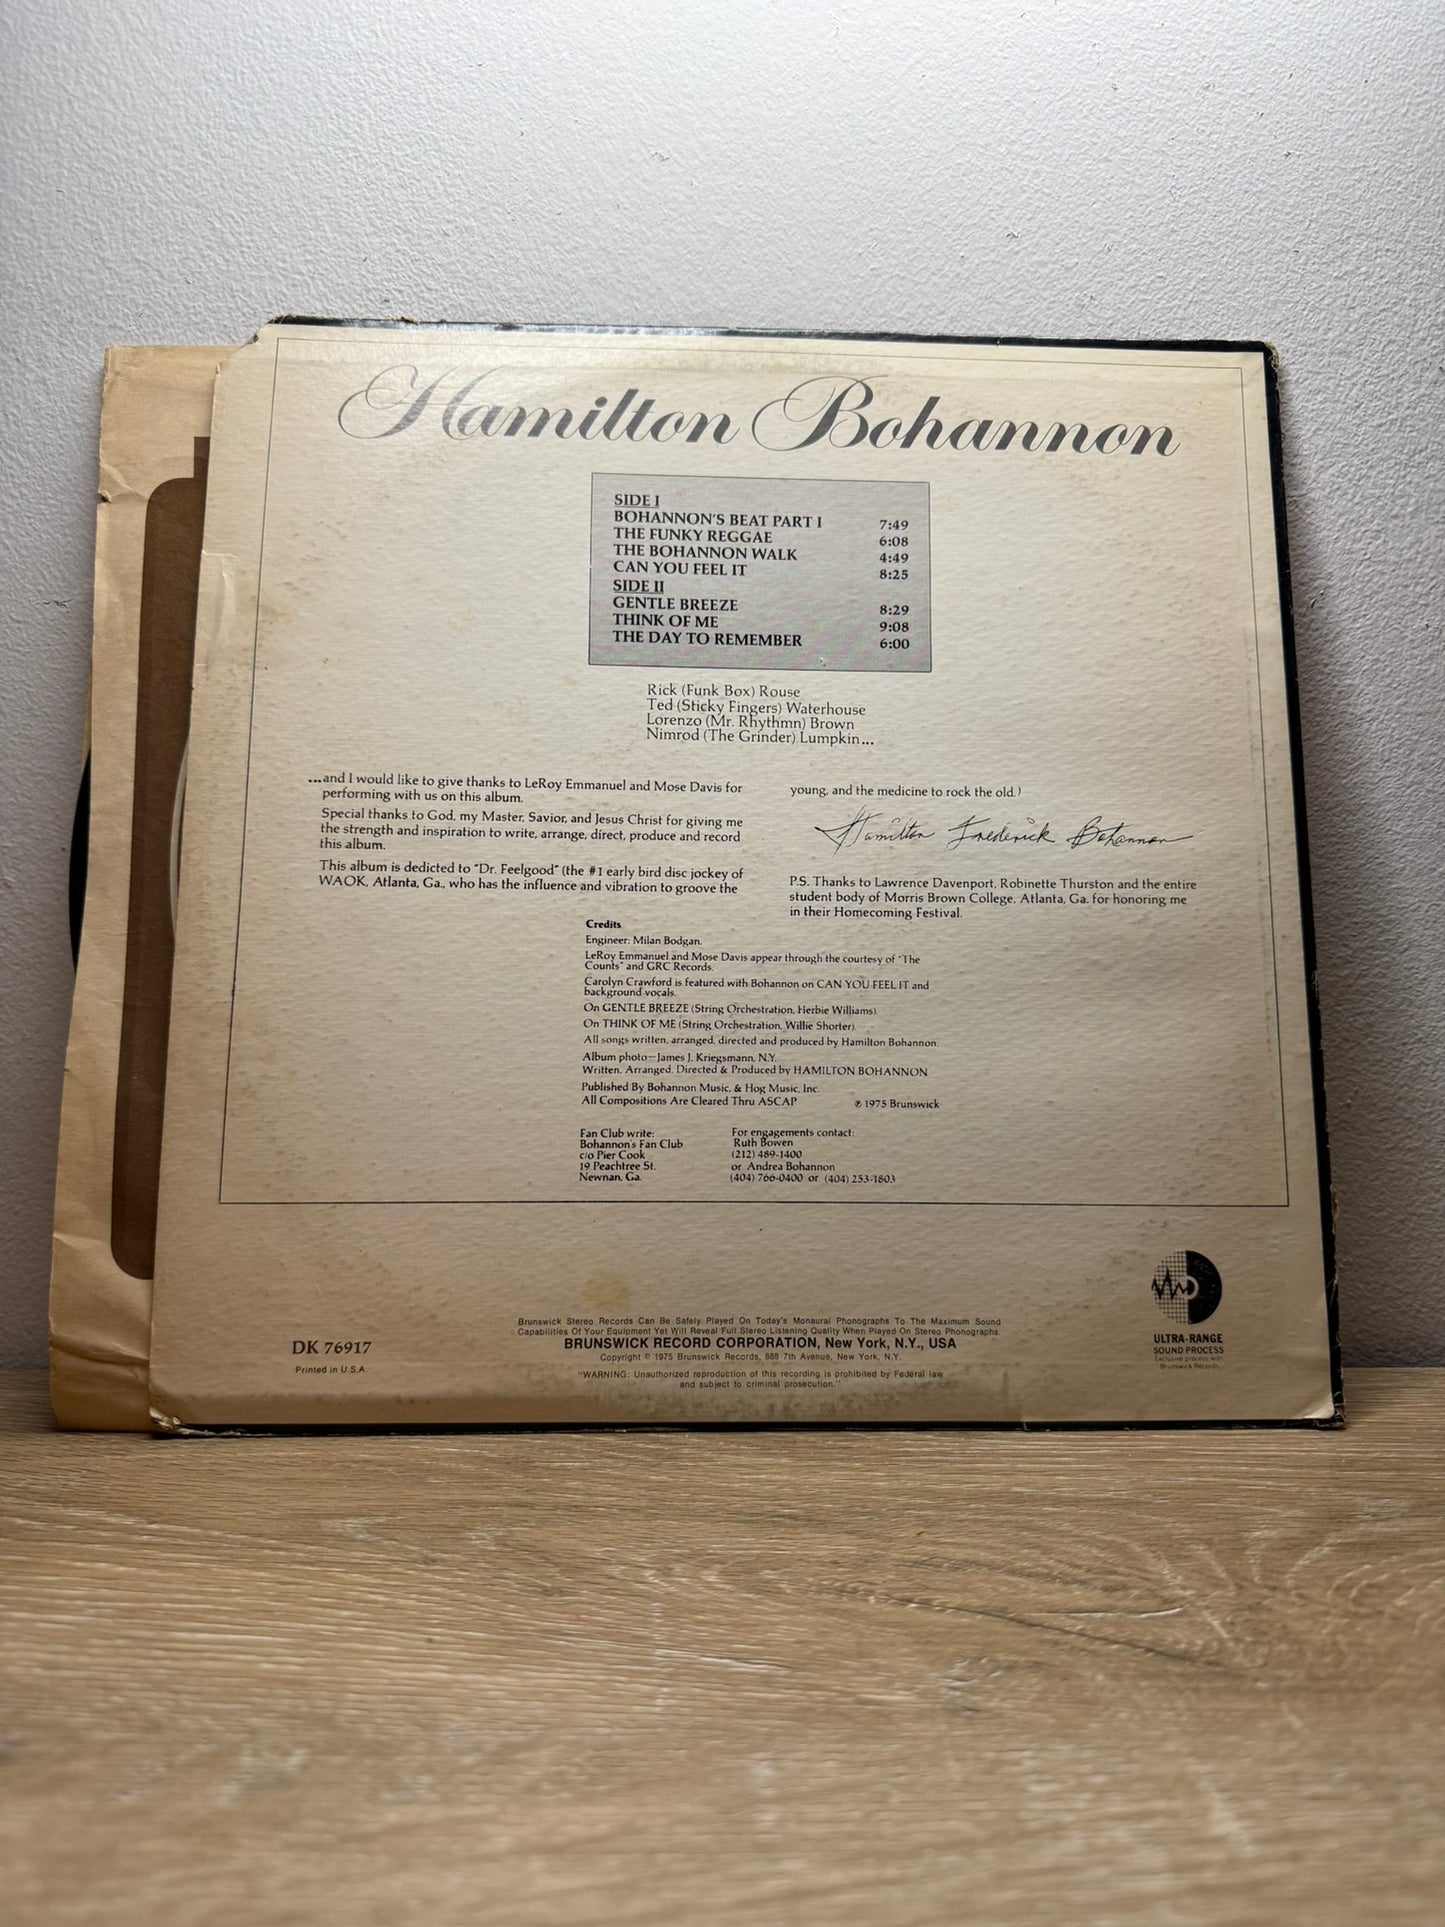 Hamilton Bohannon
SIDE I
BOHANNON'S BEAT PART I 7:49
THE FUNKY REGGAE 6:08
THE BOHANNON WALK 4:49
CAN YOU FEEL IT 8:25
SIDE II
GENTLE BREEZE 8:29
THINK OF ME 9:08
THE DAY TO REMEMBER 6:00
Rick (Funk Box) Rouse
Ted (Sticky Fingers) Waterhouse
Lorenzo (Mr. Rhythmn) Brown
Nimrod (The Grinder) Lumpkin...
...and I would like to give thanks to LeRoy Emmanuel and Mose Davis for
performing with us on this album.
Special thanks to God, my Master, Savior, and Jesus Christ for giving me
the strength and inspiration to write, arrange, direct, produce and record
this album.
This album is dedicted to "Dr. Feelgood" (the #1 early bird disc jockey of
WAOK, Atlanta, Ga., who has the influence and vibration to groove the
young, and the medicine to rock the old.)
Hamilton Frederick Bohannon
P.S. Thanks to Lawrence Davenport, Robinette Thurston and the entire
student body of Morris Brown College, Atlanta, Ga. for honoring me
in their Homecoming Festival.
Credits
Engineer: Milan Bodgan.
LeRoy Emmanuel and Mose Davis appear through the courtesy of "The
Counts" and GRC Records.
Carolyn Crawford is featured with Bohannon on CAN YOU FEEL IT and
background vocals.
On GENTLE BREEZE (String Orchestration, Herbie Williams).
On THINK OF ME (String Orchestration, Willie Shorter).
All songs written, arranged, directed and produced by Hamilton Bohannon.
Album photo—James J. Kriegsmann, N.Y.
Written, Arranged, Directed & Produced by HAMILTON BOHANNON
Published By Bohannon Music, & Hog Music, Inc.
All Compositions Are Cleared Thru ASCAP ℗ 1975 Brunswick
Fan Club write:
Bohannon's Fan Club
c/o Pier Cook
19 Peachtree St.
Newnan, Ga.
For engagements contact:
Ruth Bowen
(212) 489-1400
or Andrea Bohannon
(404) 766-0400 or (404) 253-1803
DK 76917
Printed in U.S.A.
Brunswick Stereo Records Can Be Safely Played On Today's Monaural Phonographs To The Maximum Sound
Capabilities Of Your Equipment Yet Will Reveal Full Stereo Listening Quality When Played On Stereo Phonographs.
BRUNSWICK RECORD CORPORATION, New York, N.Y., USA
Copyright © 1975 Brunswick Records, 888 7th Avenue, New York, N.Y.
"WARNING: Unauthorized reproduction of this recording is prohibited by Federal law
and subject to criminal prosecution."
ULTRA-RANGE
SOUND PROCESS
Exclusive process with
Brunswick Records